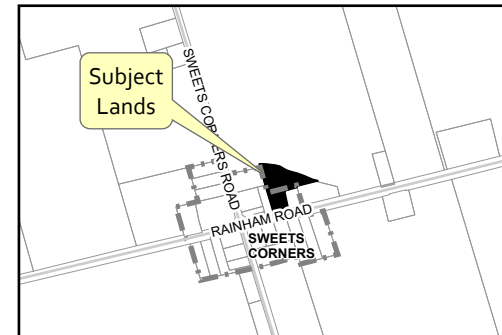 Subject
Lands
SWEETS CORNERS ROAD
RAINHAM ROAD
SWEETS
CORNERS